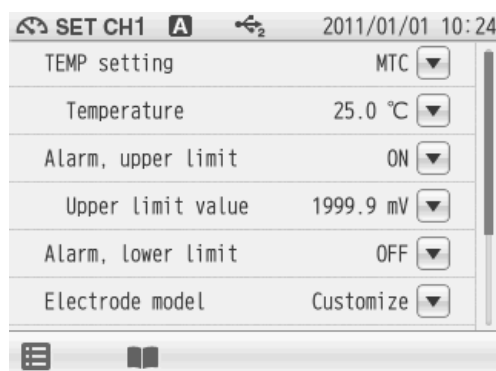 SET CH1 A 2 2011/01/01 10:24
TEMP setting MTC
Temperature 25.0 ℃
Alarm, upper limit ON
Upper limit value 1999.9 mV
Alarm, lower limit OFF
Electrode model Customize